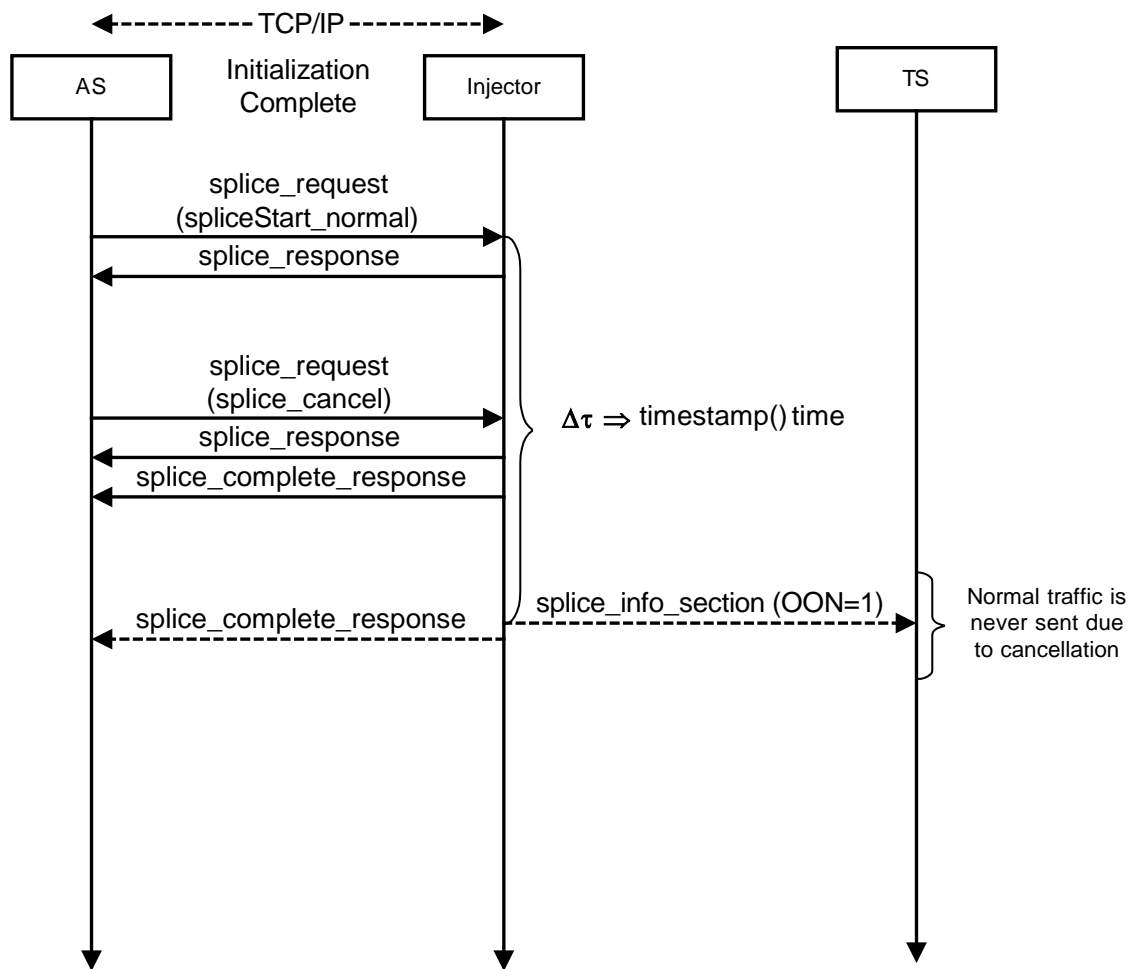 TCP/IP
AS
Initialization
Complete
Injector
TS
splice_request
(spliceStart_normal)
splice_response
splice_request
(splice_cancel)
splice_response
splice_complete_response
Δτ ⇒ timestamp() time
splice_info_section (OON=1)
splice_complete_response
Normal traffic is
never sent due
to cancellation